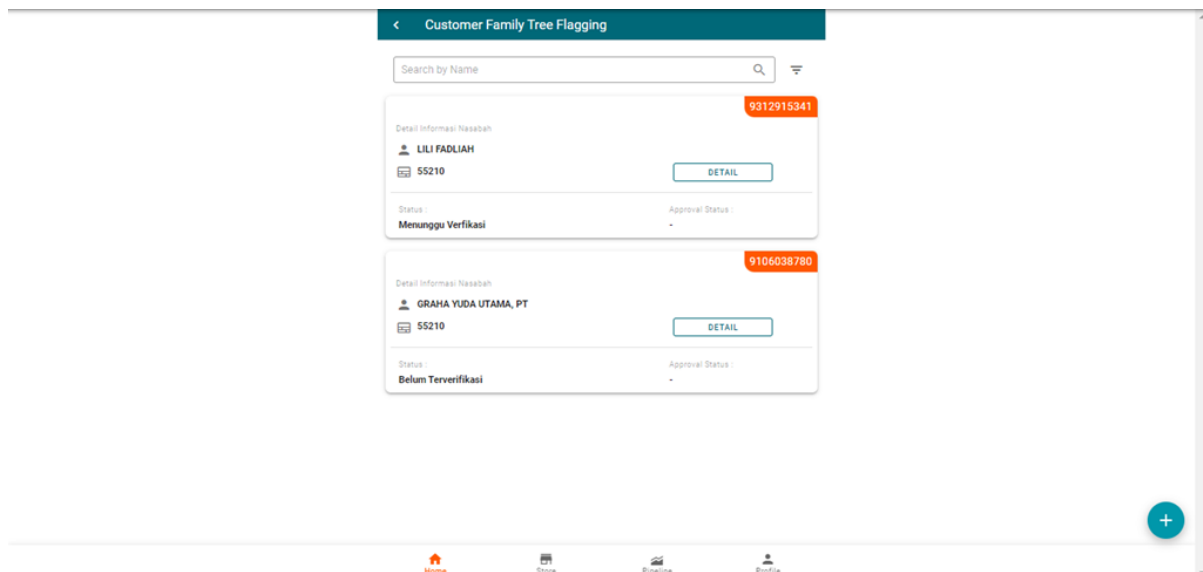 Customer Family Tree Flagging
Search by Name
9312915341
Detail Informasi Nasabah
LILI FADLIAH
55210
DETAIL
Status :
Approval Status :
Menunggu Verfikasi
-
9106038780
Detail Informasi Nasabah
GRAHA YUDA UTAMA, PT
55210
DETAIL
Status :
Approval Status :
Belum Terverifikasi
-
Home
Store
Pipeline
Profile